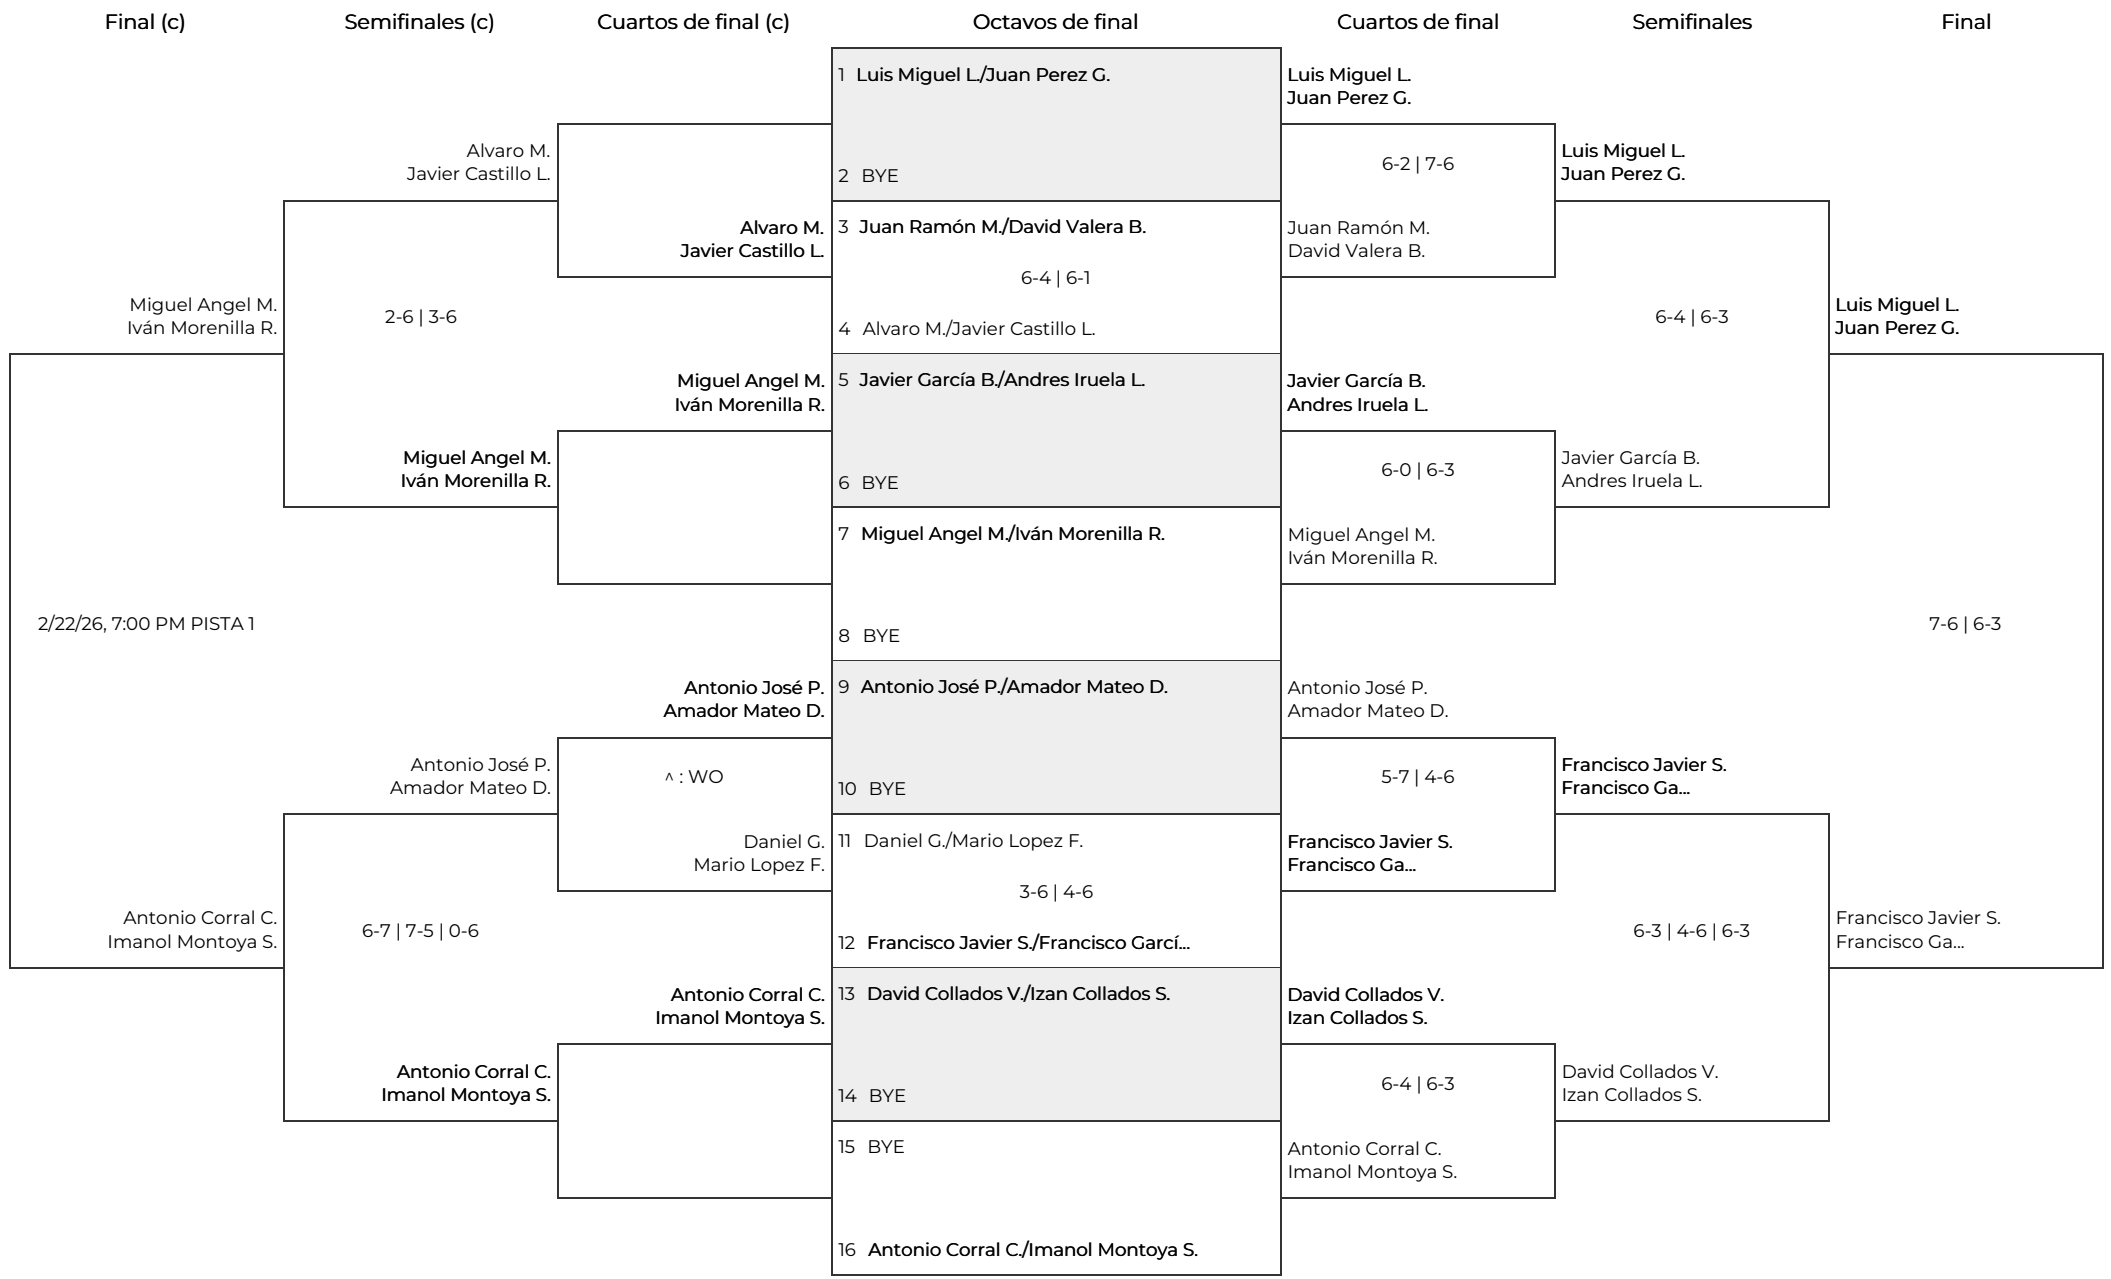 Final (c)
Semifinales (c)
Cuartos de final (c)
Octavos de final
Cuartos de final
Semifinales
Final
Miguel Angel M.
Iván Morenilla R.
2/22/26, 7:00 PM PISTA 1
Antonio Corral C.
Imanol Montoya S.
Alvaro M.
Javier Castillo L.
2-6 | 3-6
Miguel Angel M.
Iván Morenilla R.
Antonio José P.
Amador Mateo D.
6-7 | 7-5 | 0-6
Antonio Corral C.
Imanol Montoya S.
Alvaro M.
Javier Castillo L.
Miguel Angel M.
Iván Morenilla R.
Antonio José P.
Amador Mateo D.
^ : WO
Daniel G.
Mario Lopez F.
Antonio Corral C.
Imanol Montoya S.
1 Luis Miguel L./Juan Perez G.
2 BYE
3 Juan Ramón M./David Valera B.
6-4 | 6-1
4 Alvaro M./Javier Castillo L.
5 Javier García B./Andres Iruela L.
6 BYE
7 Miguel Angel M./Iván Morenilla R.
8 BYE
9 Antonio José P./Amador Mateo D.
10 BYE
11 Daniel G./Mario Lopez F.
3-6 | 4-6
12 Francisco Javier S./Francisco Garcí...
13 David Collados V./Izan Collados S.
14 BYE
15 BYE
16 Antonio Corral C./Imanol Montoya S.
Luis Miguel L.
Juan Perez G.
6-2 | 7-6
Juan Ramón M.
David Valera B.
Javier García B.
Andres Iruela L.
6-0 | 6-3
Miguel Angel M.
Iván Morenilla R.
Antonio José P.
Amador Mateo D.
5-7 | 4-6
Francisco Javier S.
Francisco Ga...
David Collados V.
Izan Collados S.
6-4 | 6-3
Antonio Corral C.
Imanol Montoya S.
Luis Miguel L.
Juan Perez G.
6-4 | 6-3
Javier García B.
Andres Iruela L.
Francisco Javier S.
Francisco Ga...
6-3 | 4-6 | 6-3
David Collados V.
Izan Collados S.
Luis Miguel L.
Juan Perez G.
7-6 | 6-3
Francisco Javier S.
Francisco Ga...